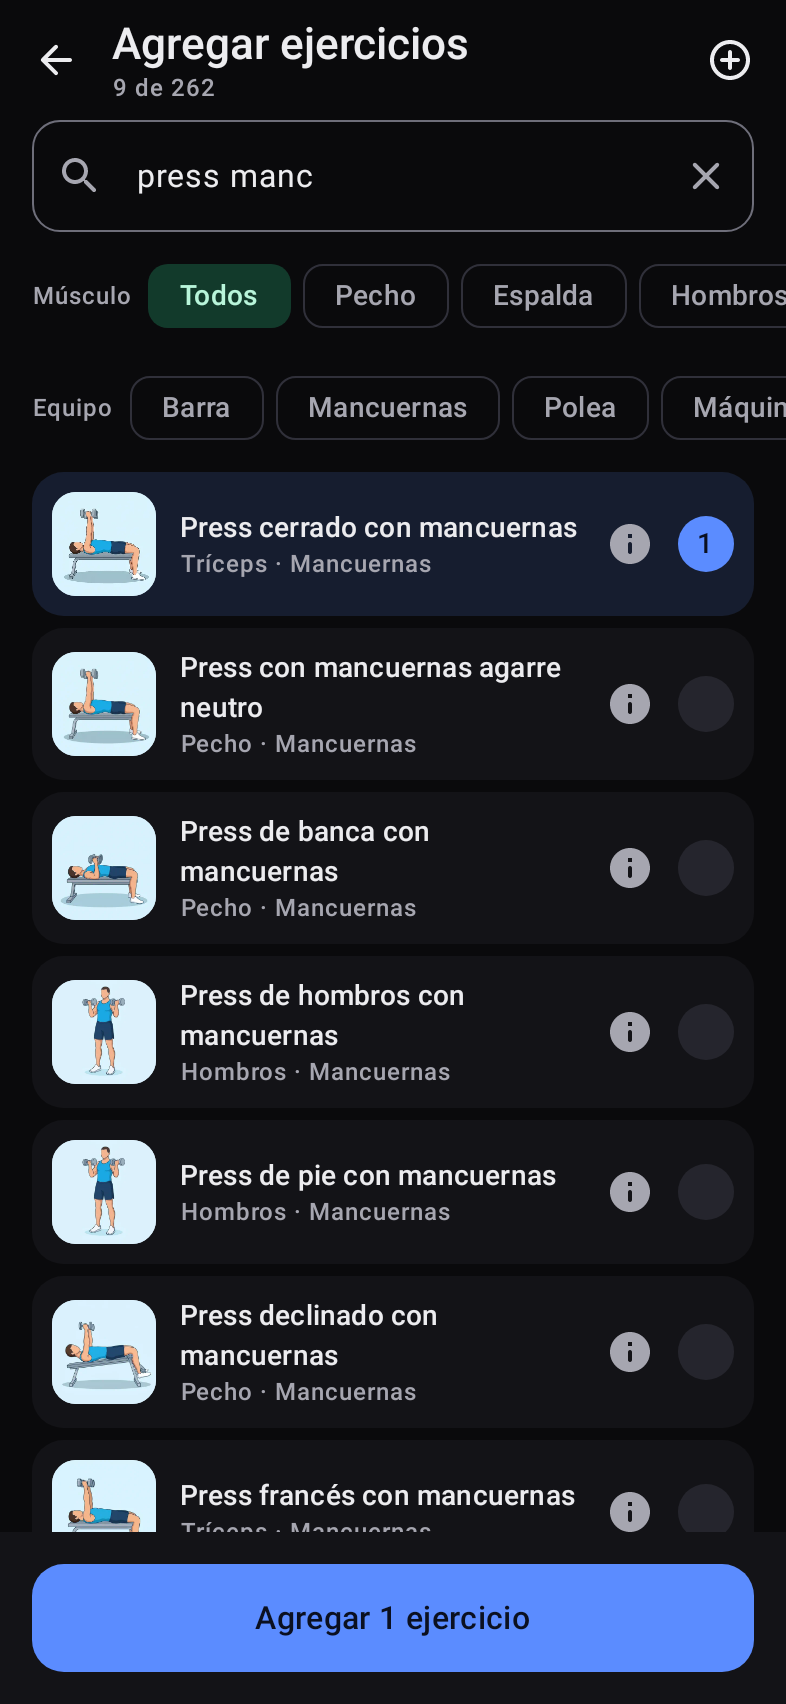 Agregar ejercicios
9 de 262
press manc
Músculo Todos Pecho Espalda Hombros
Equipo Barra Mancuernas Polea Máquin
Press cerrado con mancuernas
Tríceps · Mancuernas
1
Press con mancuernas agarre
neutro
Pecho · Mancuernas
Press de banca con
mancuernas
Pecho · Mancuernas
Press de hombros con
mancuernas
Hombros · Mancuernas
Press de pie con mancuernas
Hombros · Mancuernas
Press declinado con
mancuernas
Pecho · Mancuernas
Press francés con mancuernas
Tríceps · Mancuernas
Agregar 1 ejercicio